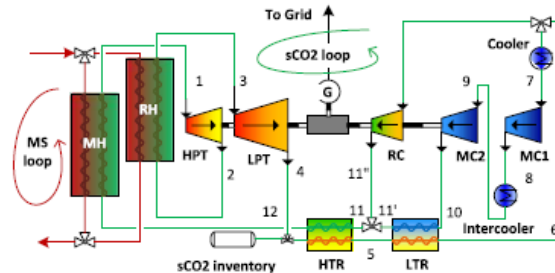 To Grid
sCO2 loop
Cooler
1
3
9
7
G
RH
MS
loop
MH
HPT
LPT
RC
MC2
MC1
2
4
11"
8
12
11
11'
10
Intercooler
6
5
sCO2 inventory
HTR
LTR